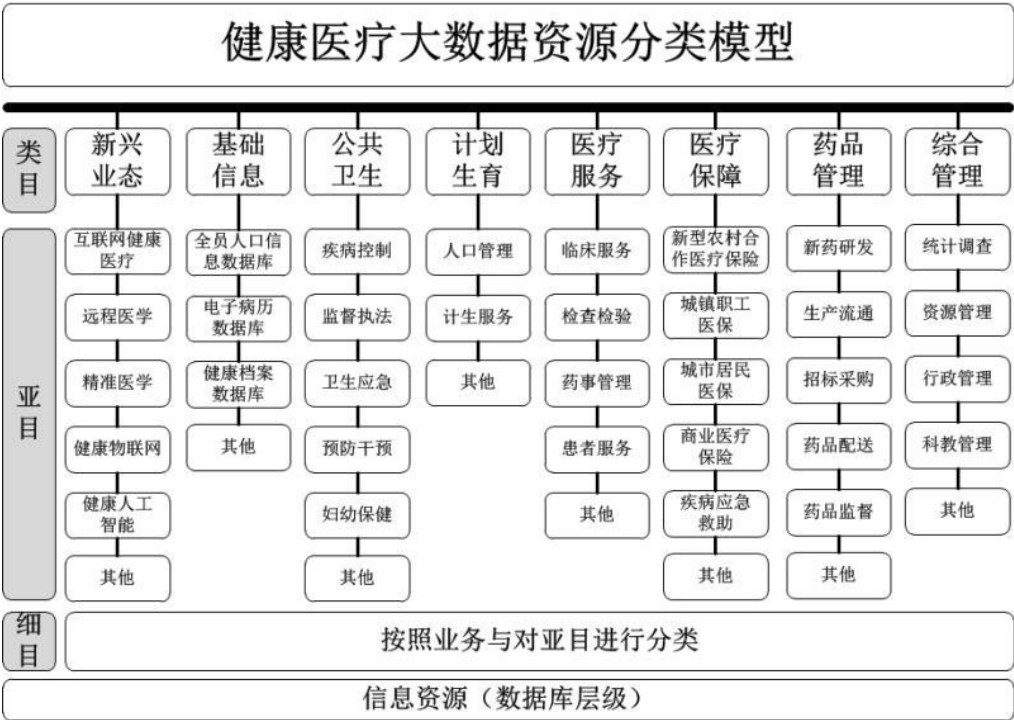 健康医疗大数据资源分类模型
类
目
新兴
业态
基础
信息
公共
卫生
计划
生育
医疗
服务
医疗
保障
药品
管理
综合
管理
亚
目
互联网健康
医疗
远程医学
精准医学
健康物联网
健康人工
智能
其他
全员人口信
息数据库
电子病历
数据库
健康档案
数据库
其他
疾病控制
监督执法
卫生应急
预防干预
妇幼保健
其他
人口管理
计生服务
其他
临床服务
检查检验
药事管理
患者服务
其他
新型农村合
作医疗保险
城镇职工
医保
城市居民
医保
商业医疗
保险
疾病应急
救助
其他
新药研发
生产流通
招标采购
药品配送
药品监督
其他
统计调查
资源管理
行政管理
科教管理
其他
细
目
按照业务与对亚目进行分类
信息资源（数据库层级）